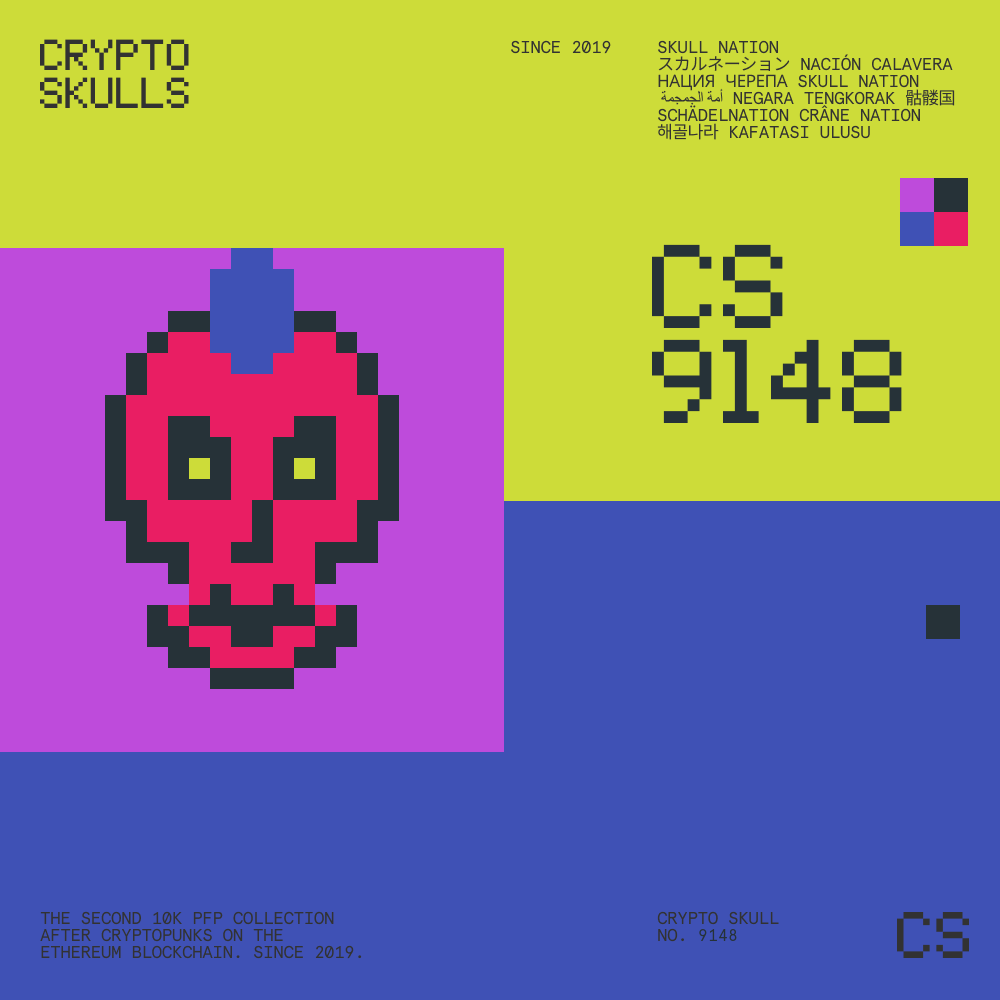 CRYPTO
SKULLS
SINCE 2019
SKULL NATION
スカルネーション NACIÓN CALAVERA
НАЦИЯ ЧЕРЕПА SKULL NATION
أمة الجمجمة NEGARA TENGKORAK 骷髅国
SCHÄDELNATION CRÂNE NATION
해골나라 KAFATASI ULUSU
CS
9148
THE SECOND 10K PFP COLLECTION
AFTER CRYPTOPUNKS ON THE
ETHEREUM BLOCKCHAIN. SINCE 2019.
CRYPTO SKULL
NO. 9148
CS